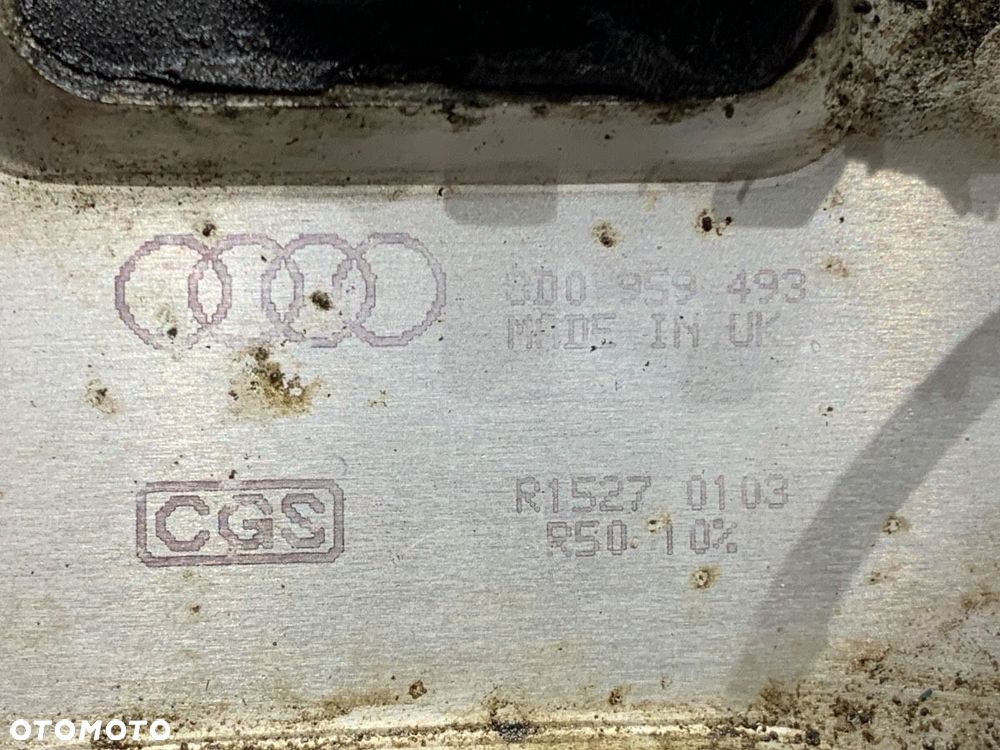 3D0 959 493
MADE IN UK
CGS
R1527 0103
R50 10%
OTOMOTO